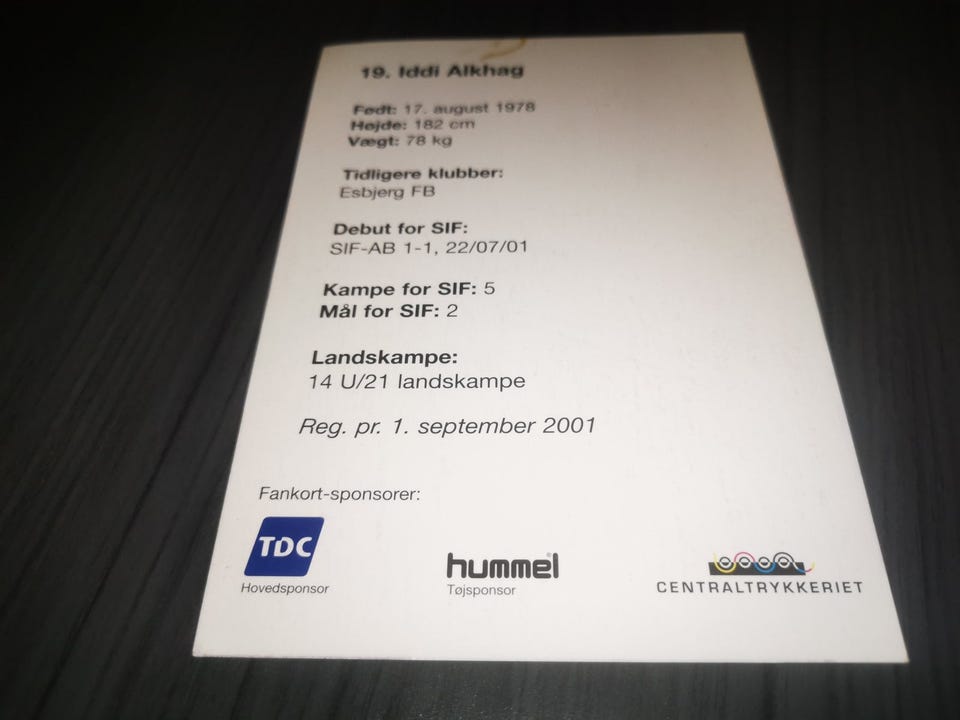 19. Iddi Alkhag
Født: 17. august 1978
Højde: 182 cm
Vægt: 78 kg
Tidligere klubber:
Esbjerg FB
Debut for SIF:
SIF-AB 1-1, 22/07/01
Kampe for SIF: 5
Mål for SIF: 2
Landskampe:
14 U/21 landskampe
Reg. pr. 1. september 2001
Fankort-sponsorer:
TDC
Hovedsponsor
hummel
Tøjsponsor
CENTRALTRYKKERIET